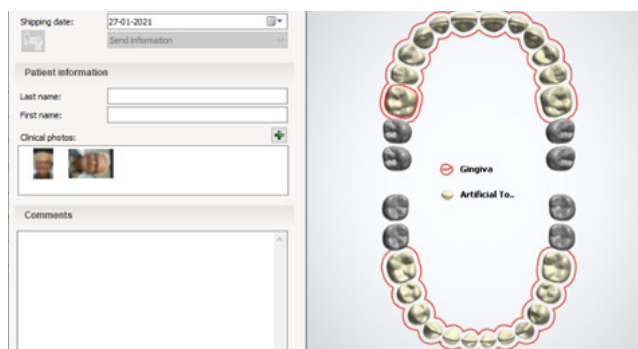 Shipping date:
27-01-2021
Send information
Patient information
Last name:
First name:
Clinical photos:
Gingiva
Artificial To..
Comments